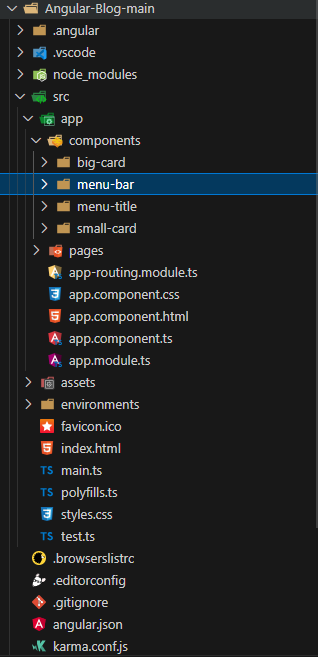 Angular-Blog-main
.angular
.vscode
node_modules
src
app
components
big-card
menu-bar
menu-title
small-card
pages
app-routing.module.ts
app.component.css
app.component.html
app.component.ts
app.module.ts
assets
environments
favicon.ico
index.html
TS main.ts
TS polyfills.ts
styles.css
TS test.ts
.browserslistrc
.editorconfig
.gitignore
angular.json
karma.conf.js